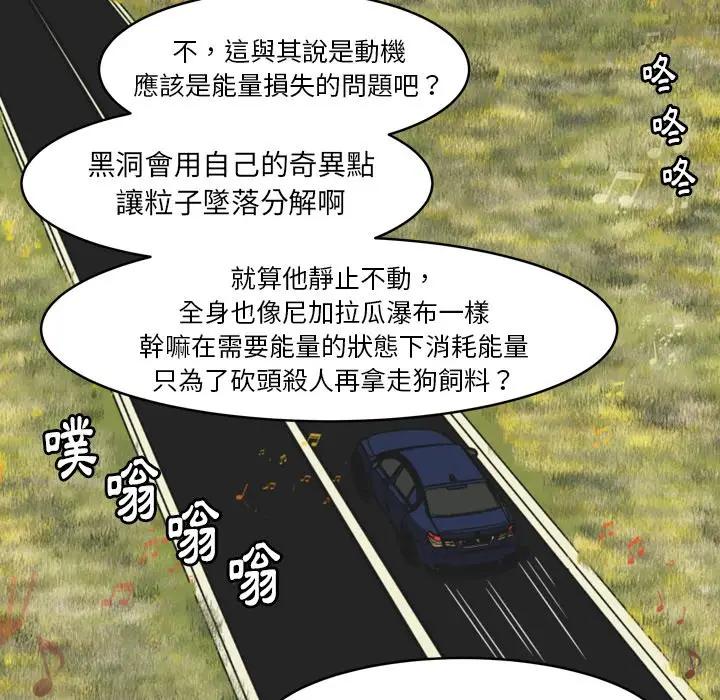 不，這與其說是動機
應該是能量損失的問題吧？
黑洞會用自己的奇異點
讓粒子墜落分解啊
就算他靜止不動，
全身也像尼加拉瓜瀑布一樣
幹嘛在需要能量的狀態下消耗能量
只為了砍頭殺人再拿走狗飼料？
咚
咚
咚
噗
嗡
嗡
嗡